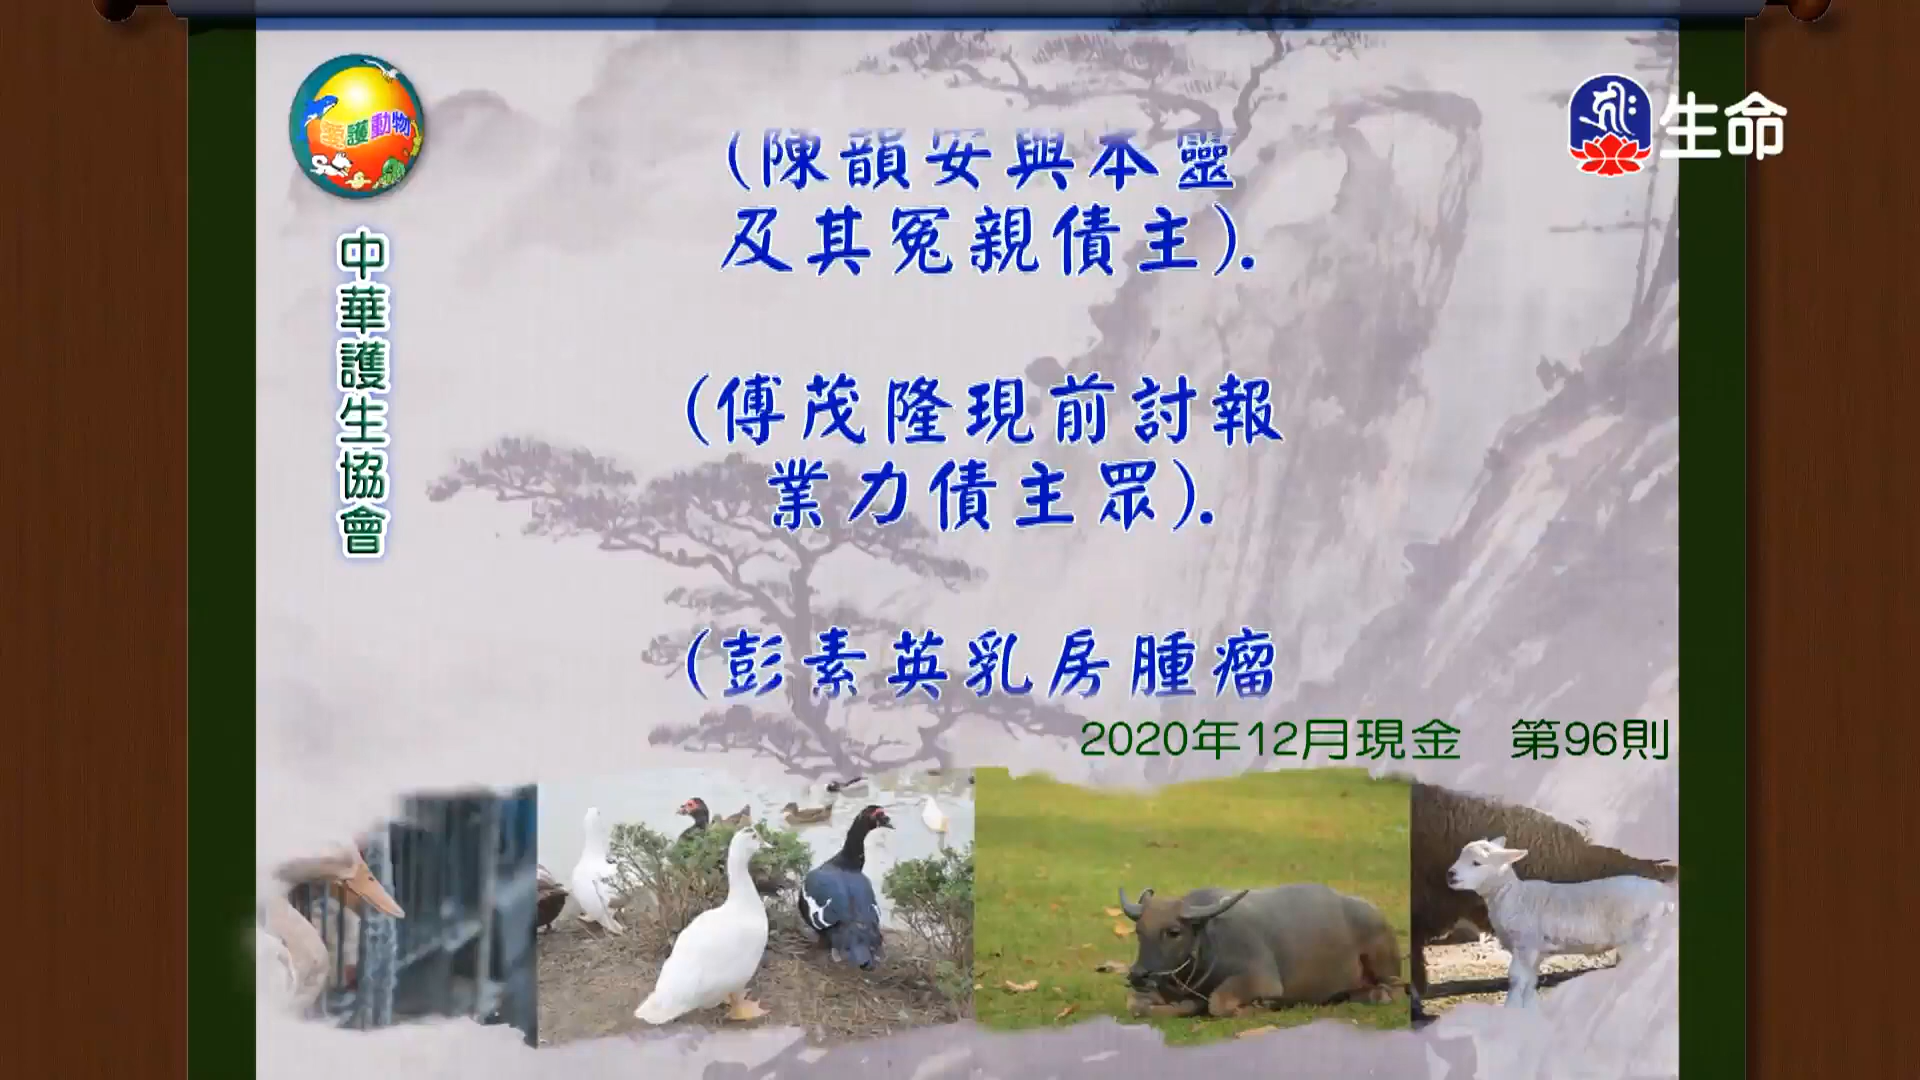 愛護動物
生命
中華護生協會
(陳韻安與本靈
及其冤親債主).
(傅茂隆現前討報
業力債主眾).
(彭素英乳房腫瘤
2020年12月現金 第96則